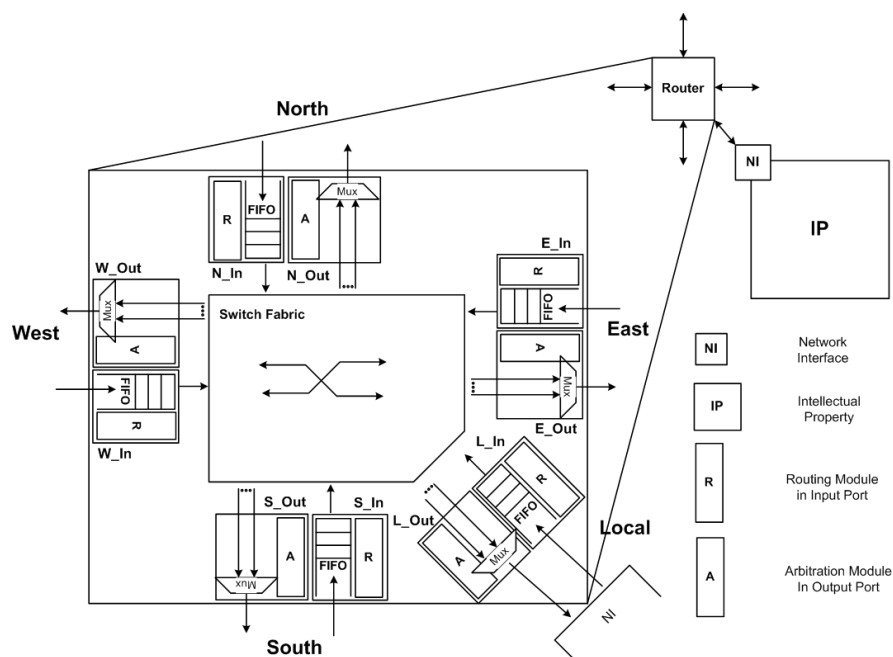 Router
North
NI
IP
R
FIFO
A
Mux
N_In
N_Out
E_In
R
FIFO
W_Out
Mux
A
West
Switch Fabric
East
A
Mux
E_Out
FIFO
R
W_In
L_In
R
FIFO
L_Out
A
Mux
Local
S_Out
S_In
A
Mux
FIFO
R
NI
South
NI
Network
Interface
IP
Intellectual
Property
R
Routing Module
in Input Port
A
Arbitration Module
In Output Port